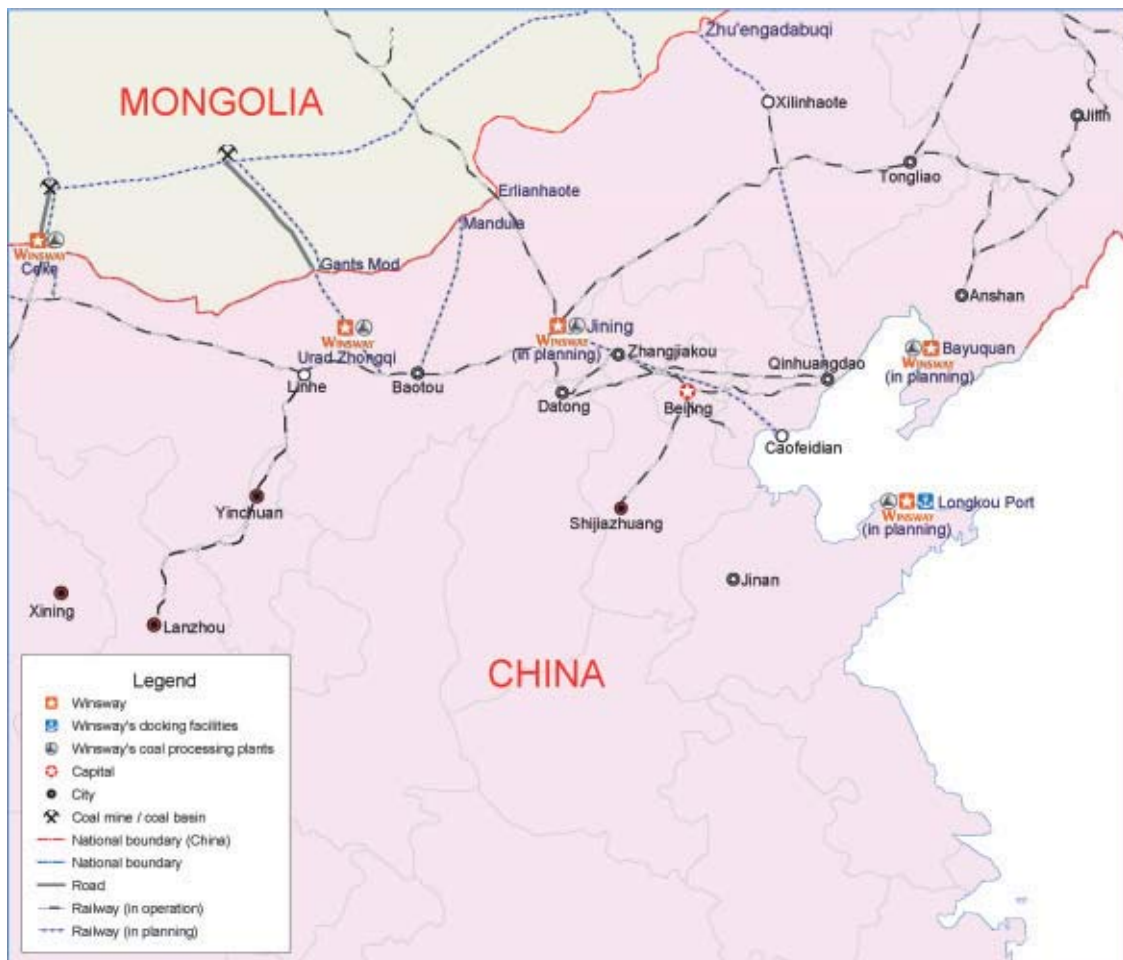 Zhu'engadabuqi
MONGOLIA
Xilinhaote
Jilin
Tongliao
Erlianhaote
Mandula
WINSWAY
Ceke
Gants Mod
Anshan
WINSWAY
Urad Zhongqi
WINSWAY
Jining
(in planning)
Zhangjiakou
Bayuquan
WINSWAY
(in planning)
Qinhuangdao
Linhe
Baotou
Datong
Beijing
Caofeidian
Yinchuan
Shijiazhuang
Longkou Port
WINSWAY
(in planning)
Jinan
Xining
Lanzhou
CHINA
Legend
Winsway
Winsway's docking facilities
Winsway's coal processing plants
Capital
City
Coal mine / coal basin
National boundary (China)
National boundary
Road
Railway (in operation)
Railway (in planning)